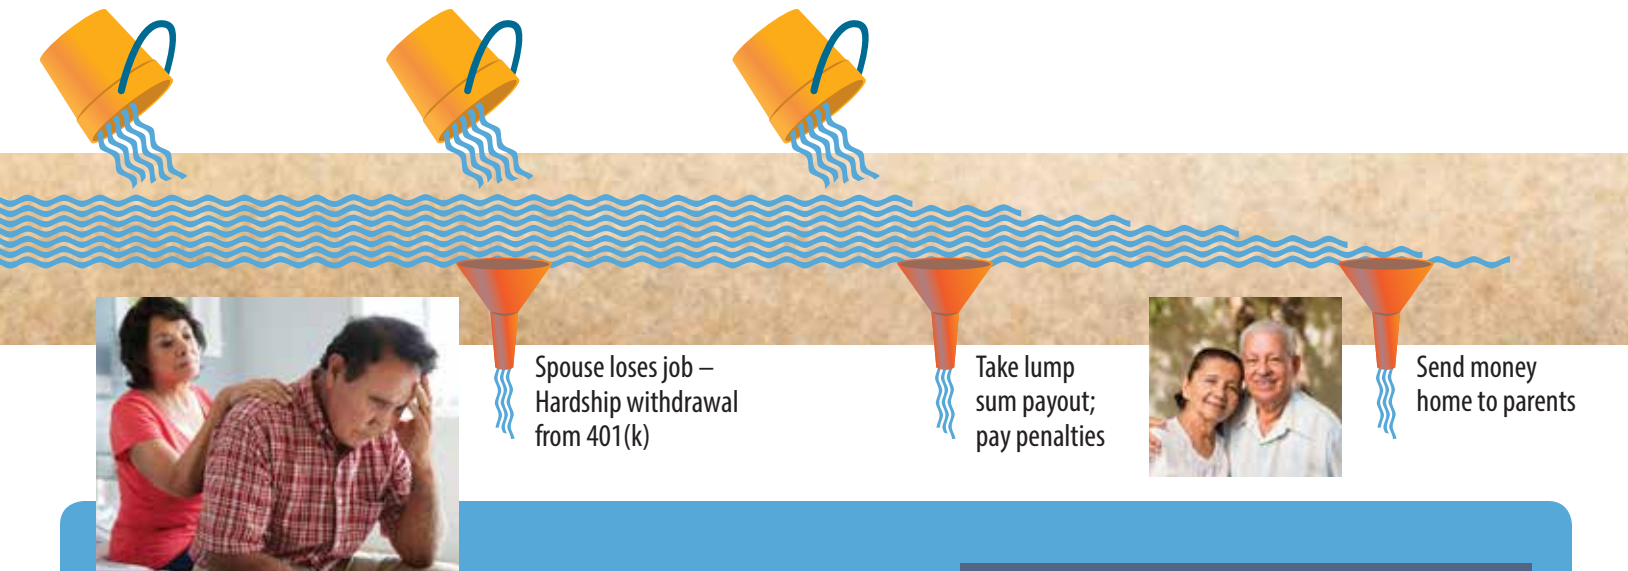 Spouse loses job –
Hardship withdrawal
from 401(k)
Take lump
sum payout;
pay penalties
Send money
home to parents